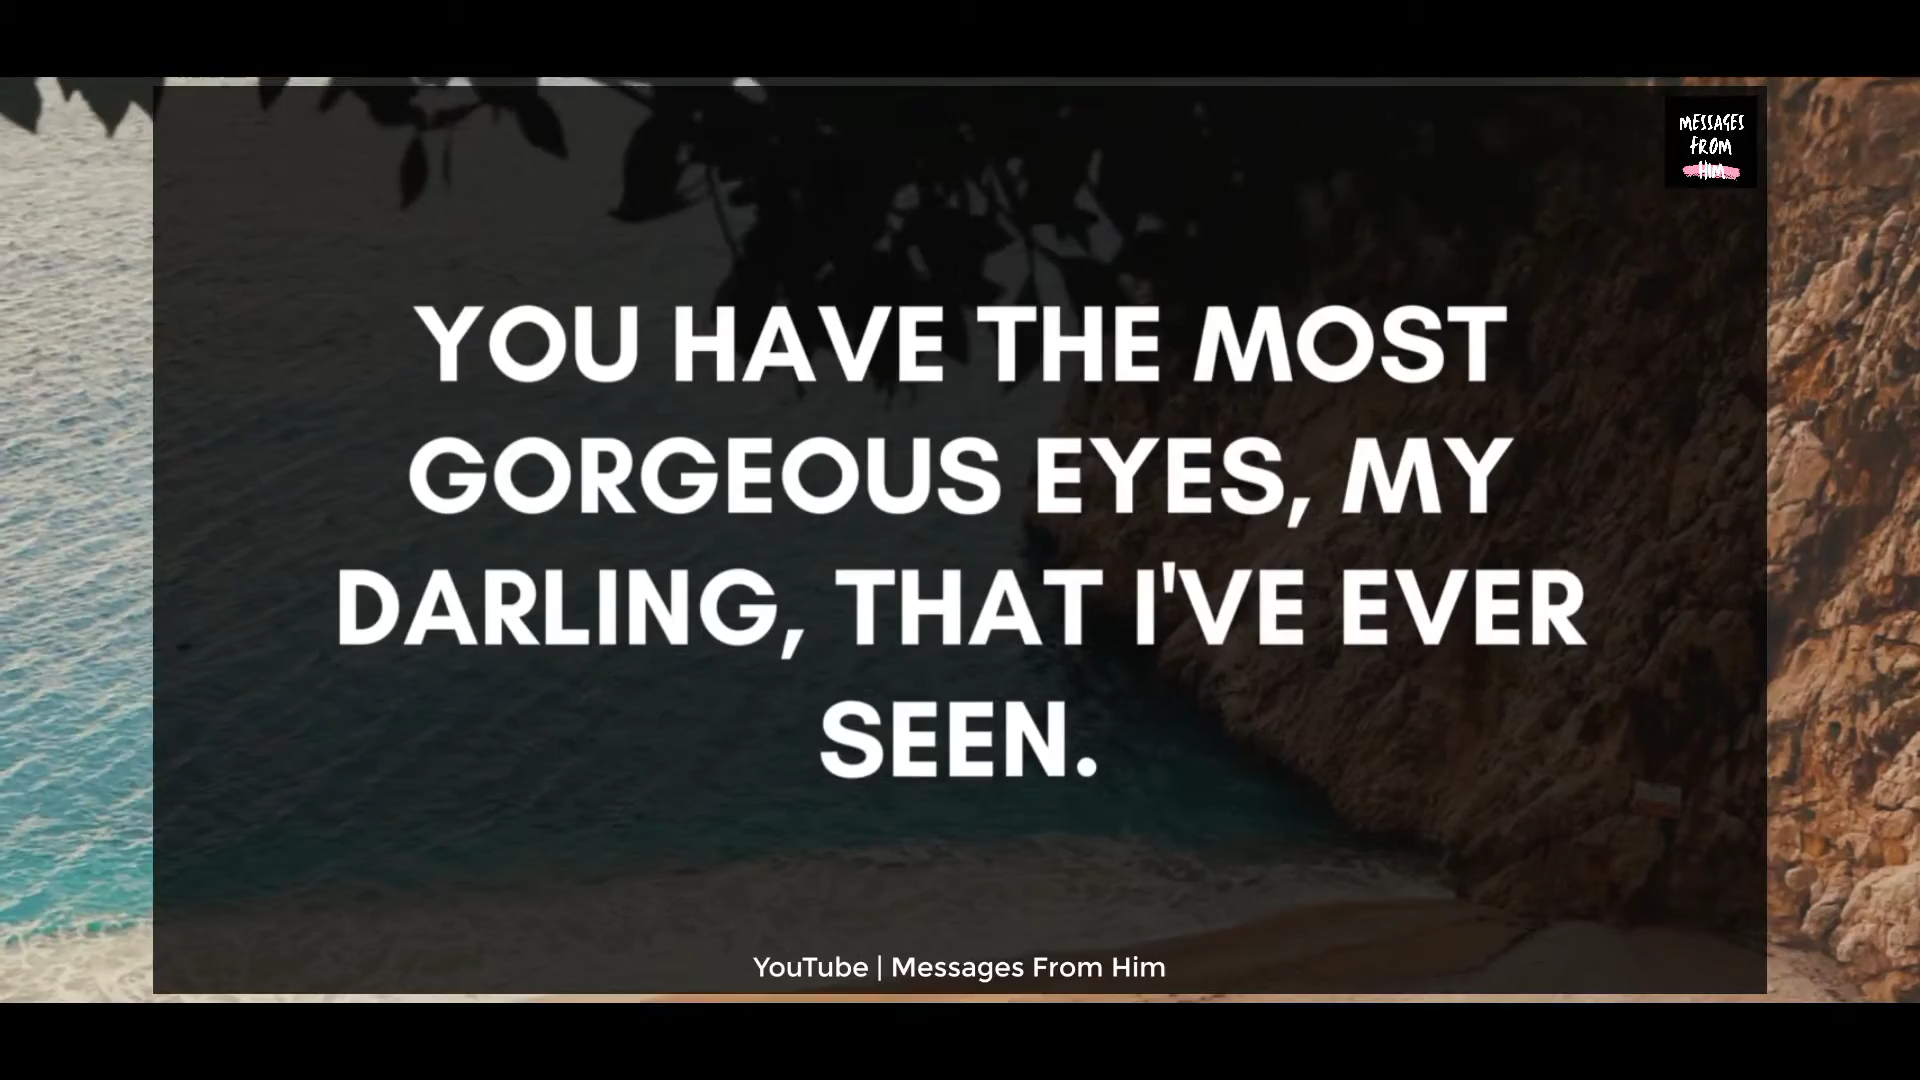 MESSAGES
FROM
HIM
YOU HAVE THE MOST
GORGEOUS EYES, MY
DARLING, THAT I'VE EVER
SEEN.
YouTube | Messages From Him